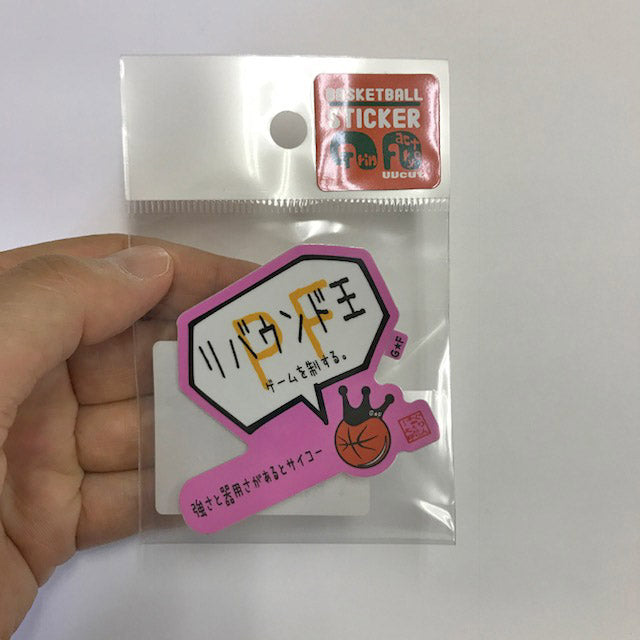 BASKETBALL
STICKER
UVcut
PF
リバウンド王
ゲームを制する。
G★F
強さと器用さがあるとサイコー